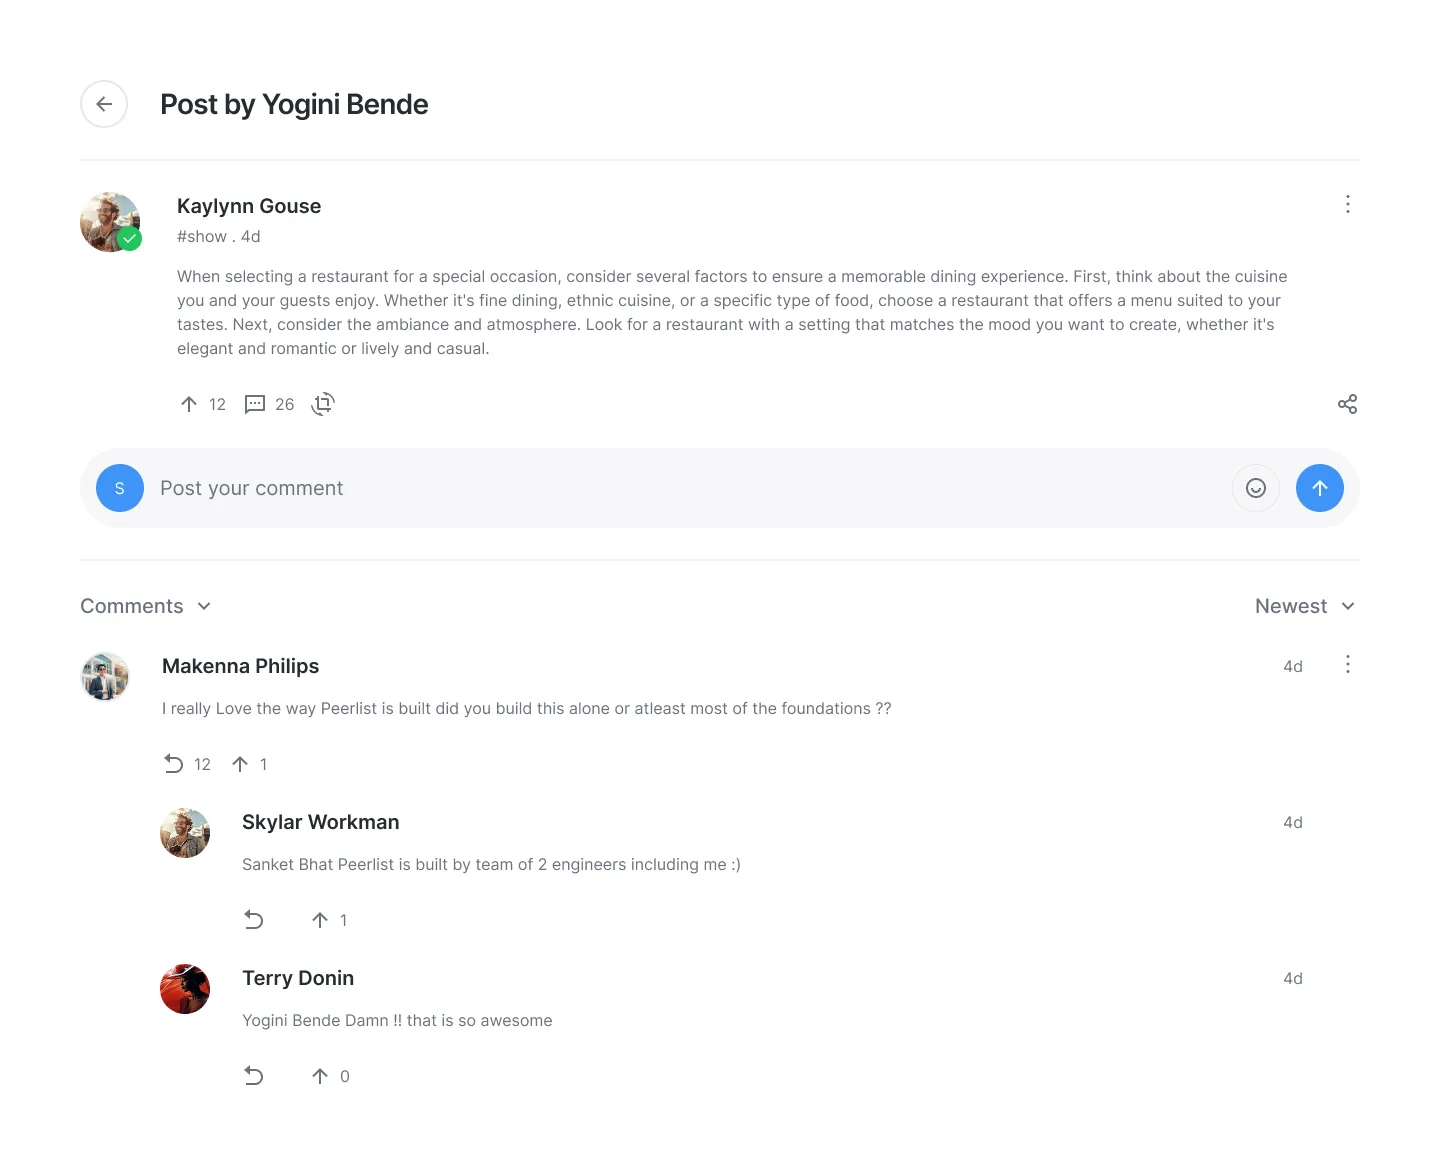 Post by Yogini Bende
Kaylynn Gouse
#show . 4d
When selecting a restaurant for a special occasion, consider several factors to ensure a memorable dining experience. First, think about the cuisine
you and your guests enjoy. Whether it's fine dining, ethnic cuisine, or a specific type of food, choose a restaurant that offers a menu suited to your
tastes. Next, consider the ambiance and atmosphere. Look for a restaurant with a setting that matches the mood you want to create, whether it's
elegant and romantic or lively and casual.
12 26
S Post your comment
Comments Newest
Makenna Philips 4d
I really Love the way Peerlist is built did you build this alone or atleast most of the foundations ??
12 1
Skylar Workman 4d
Sanket Bhat Peerlist is built by team of 2 engineers including me :)
1
Terry Donin 4d
Yogini Bende Damn !! that is so awesome
0